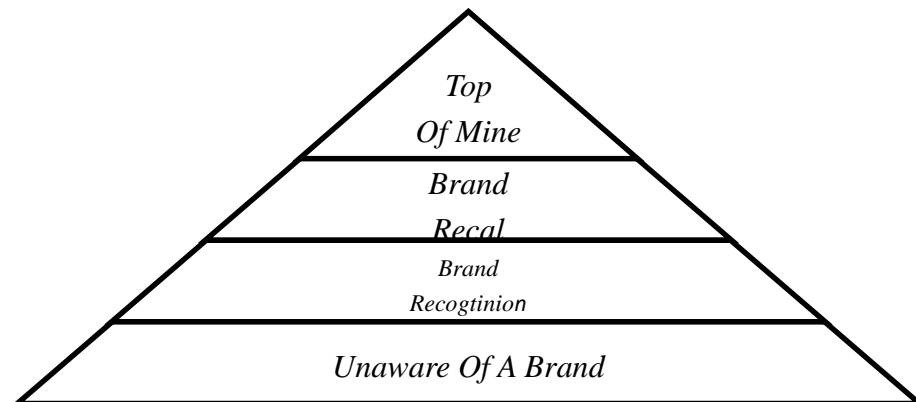 Top
Of Mine
Brand
Recal
Brand
Recogtinion
Unaware Of A Brand